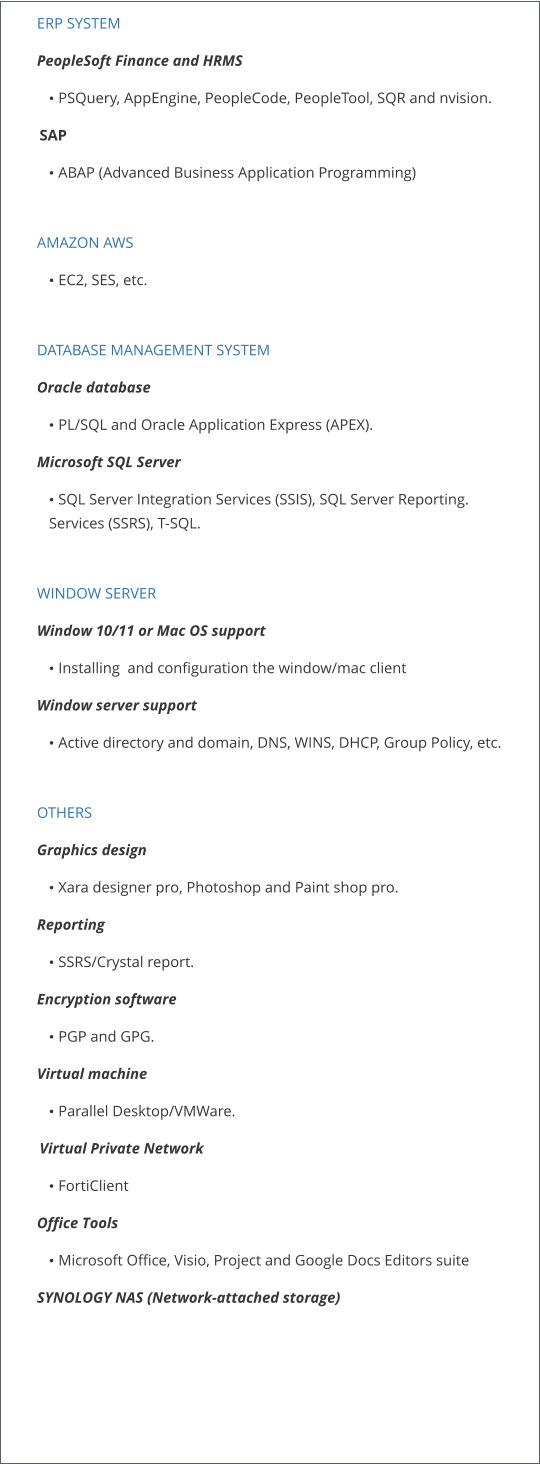 ERP SYSTEM
PeopleSoft Finance and HRMS
• PSQuery, AppEngine, PeopleCode, PeopleTool, SQR and nvision.
SAP
• ABAP (Advanced Business Application Programming)
AMAZON AWS
• EC2, SES, etc.
DATABASE MANAGEMENT SYSTEM
Oracle database
• PL/SQL and Oracle Application Express (APEX).
Microsoft SQL Server
• SQL Server Integration Services (SSIS), SQL Server Reporting.
Services (SSRS), T-SQL.
WINDOW SERVER
Window 10/11 or Mac OS support
• Installing  and configuration the window/mac client
Window server support
• Active directory and domain, DNS, WINS, DHCP, Group Policy, etc.
OTHERS
Graphics design
• Xara designer pro, Photoshop and Paint shop pro.
Reporting
• SSRS/Crystal report.
Encryption software
• PGP and GPG.
Virtual machine
• Parallel Desktop/VMWare.
Virtual Private Network
• FortiClient
Office Tools
• Microsoft Office, Visio, Project and Google Docs Editors suite
SYNOLOGY NAS (Network-attached storage)